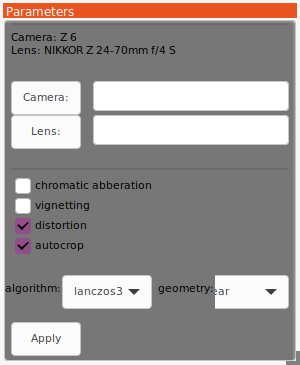 Parameters
Camera: Z 6
Lens: NIKKOR Z 24-70mm f/4 S
Camera:
Lens:
chromatic abberation
vignetting
distortion
autocrop
algorithm: lanczos3 geometry: ear
Apply